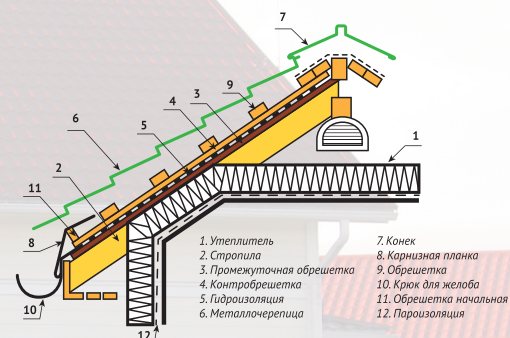 7
9
3
4
5
6
1
2
11
8
10
12
1. Утеплитель
2. Стропила
3. Промежуточная обрешетка
4. Контробрешетка
5. Гидроизоляция
6. Металлочерепица
7. Конек
8. Карнизная планка
9. Обрешетка
10. Крюк для желоба
11. Обрешетка начальная
12. Пароизоляция